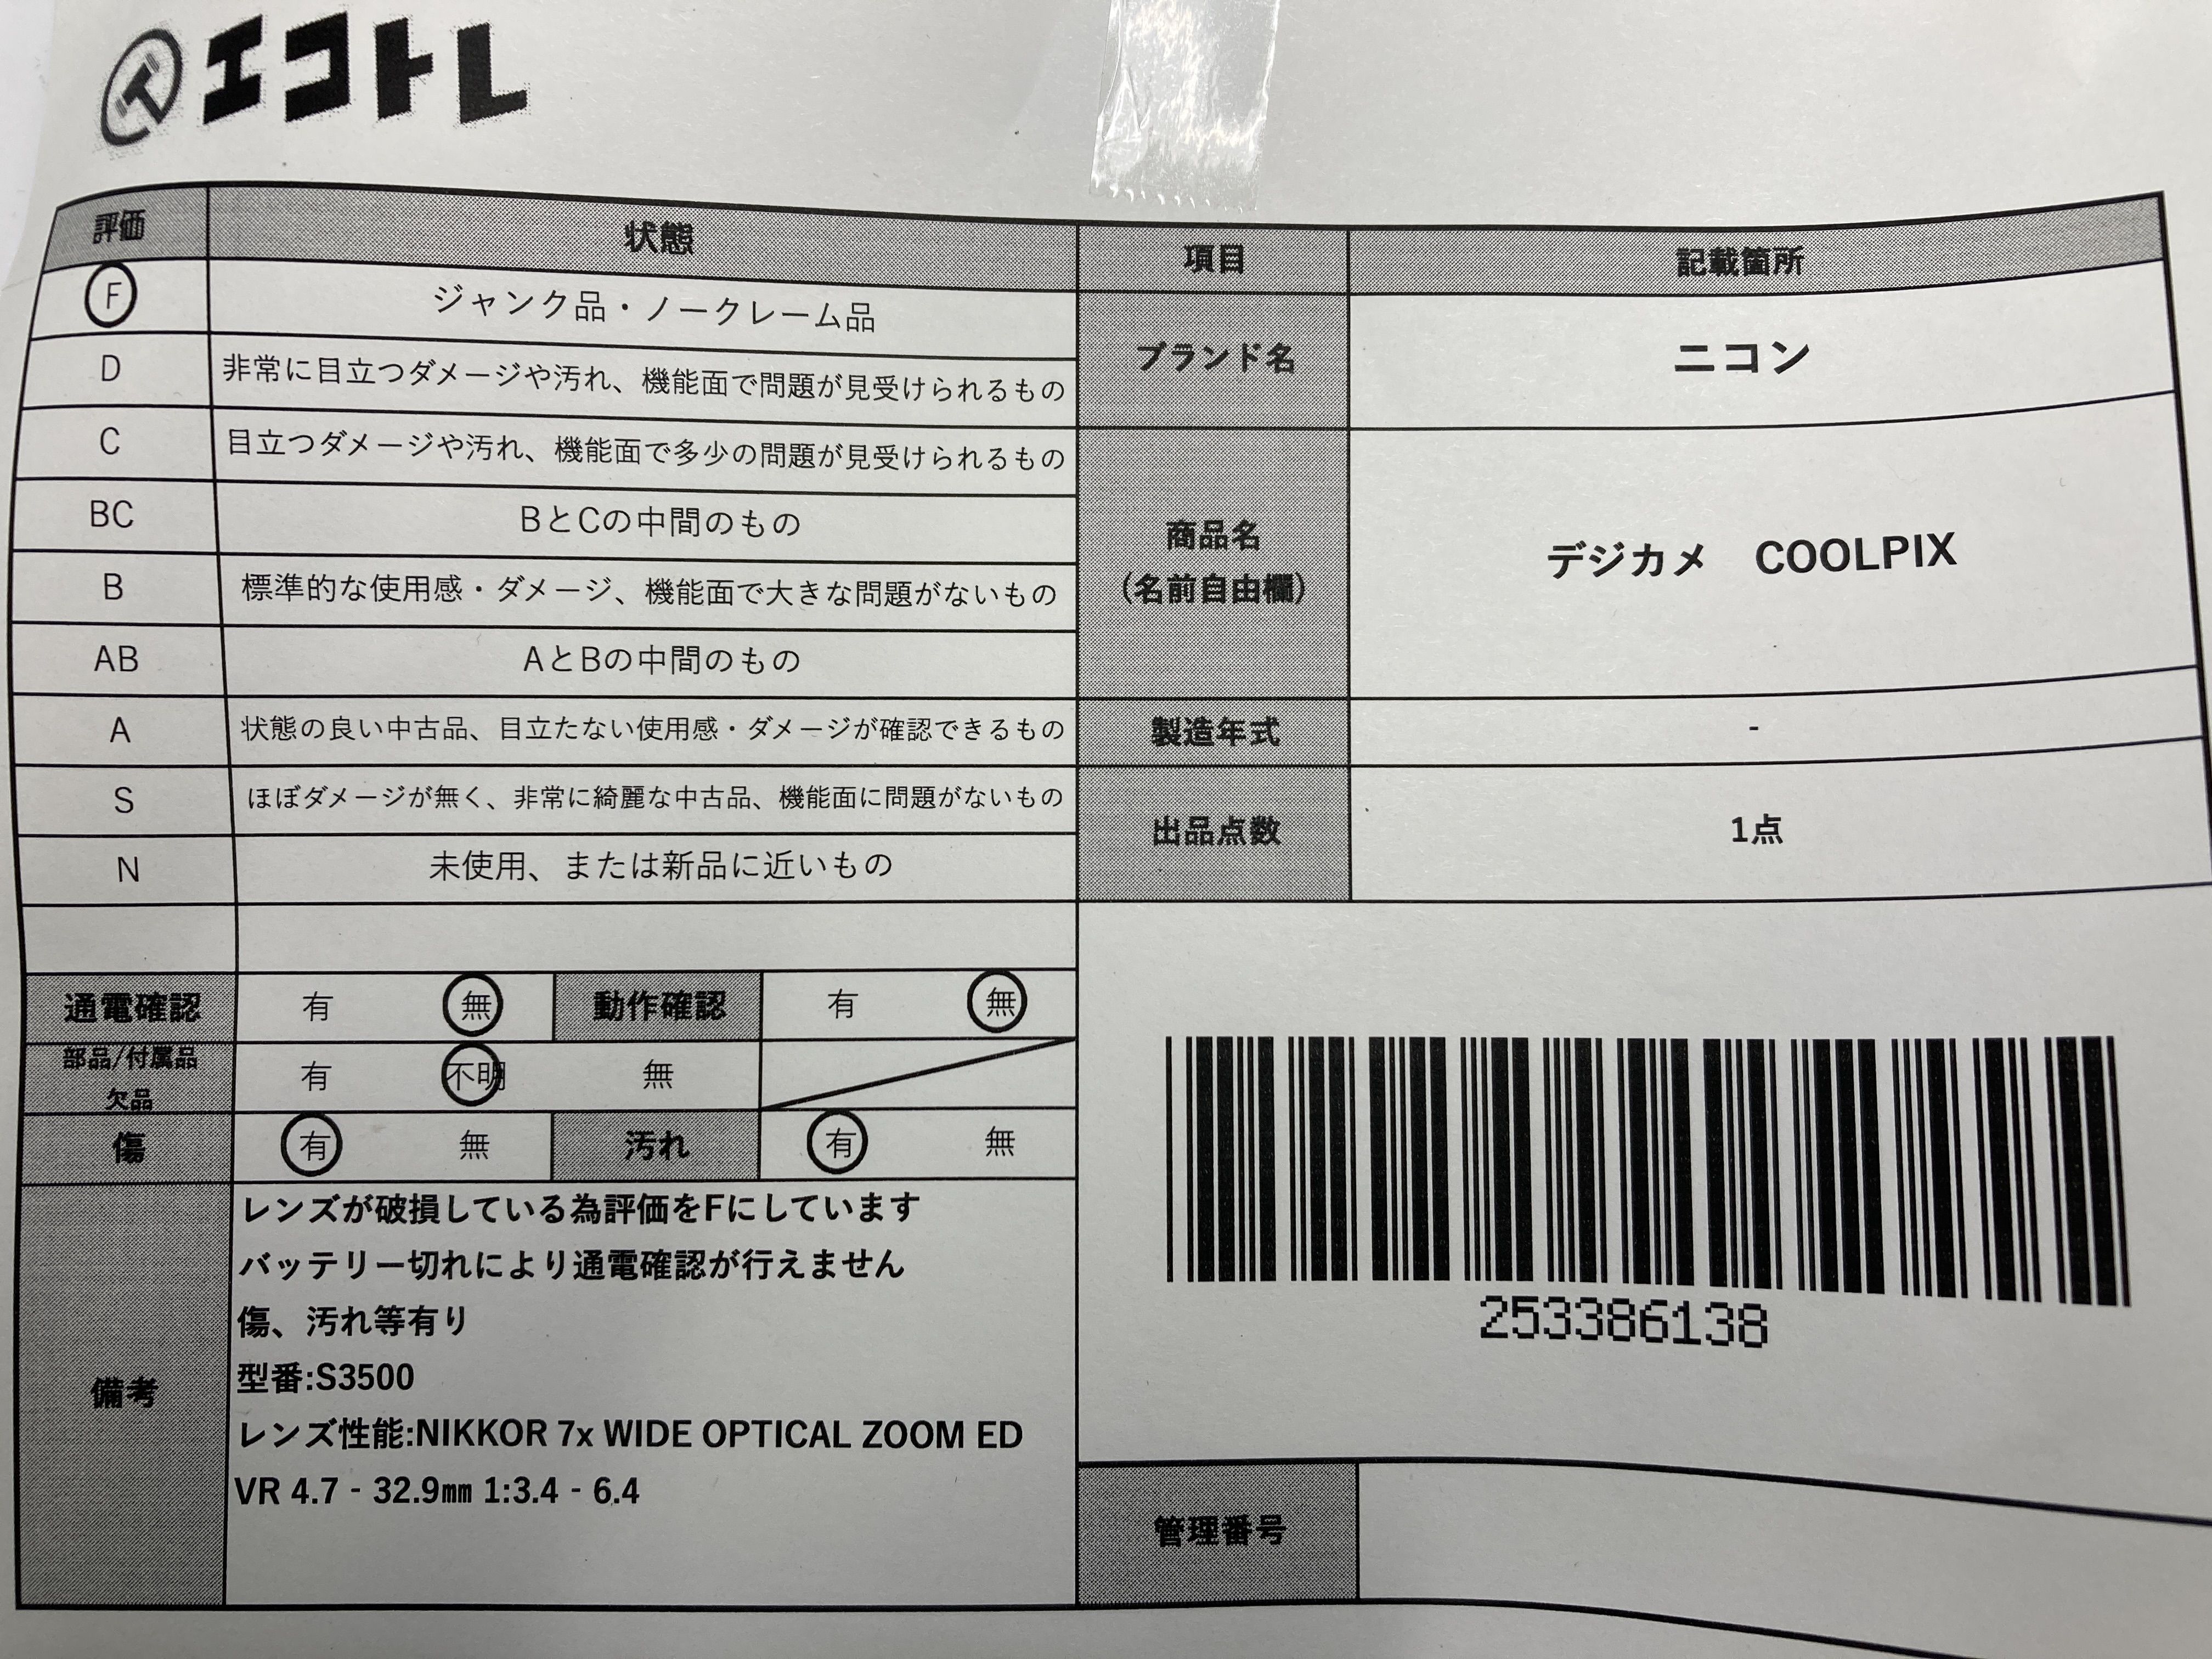 エコトレ
評価 状態
F ジャンク品・ノークレーム品
D 非常に目立つダメージや汚れ、機能面で問題が見受けられるもの
C 目立つダメージや汚れ、機能面で多少の問題が見受けられるもの
BC BとCの中間のもの
B 標準的な使用感・ダメージ、機能面で大きな問題がないもの
AB AとBの中間のもの
A 状態の良い中古品、目立たない使用感・ダメージが確認できるもの
S ほぼダメージが無く、非常に綺麗な中古品、機能面に問題がないもの
N 未使用、または新品に近いもの
通電確認 有 無 動作確認 有 無
部品/付属品
欠品 有 不明 無
傷 有 無 汚れ 有 無
備考
レンズが破損している為評価をFにしています
バッテリー切れにより通電確認が行えません
傷、汚れ等有り
型番:S3500
レンズ性能:NIKKOR 7x WIDE OPTICAL ZOOM ED
VR 4.7 - 32.9㎜ 1:3.4 - 6.4
項目 記載箇所
ブランド名 ニコン
商品名
(名前自由欄) デジカメ　COOLPIX
製造年式 -
出品点数 1点
253386138
管理番号